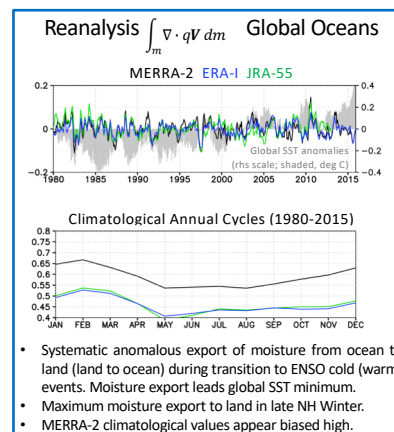 Reanalysis ∫m ∇ · qV dm Global Oceans
MERRA-2 ERA-I JRA-55
0.2 0.4
0.2
0 0
-0.2
-0.2 -0.4
Global SST anomalies
(rhs scale; shaded, deg C)
1980 1985 1990 1995 2000 2005 2010 2015
Climatological Annual Cycles (1980-2015)
0.8
0.75
0.7
0.65
0.6
0.55
0.5
0.45
0.4
JAN FEB MAR APR MAY JUN JUL AUG SEP OCT NOV DEC
• Systematic anomalous export of moisture from ocean t
land (land to ocean) during transition to ENSO cold (warm
events. Moisture export leads global SST minimum.
• Maximum moisture export to land in late NH Winter.
• MERRA-2 climatological values appear biased high.